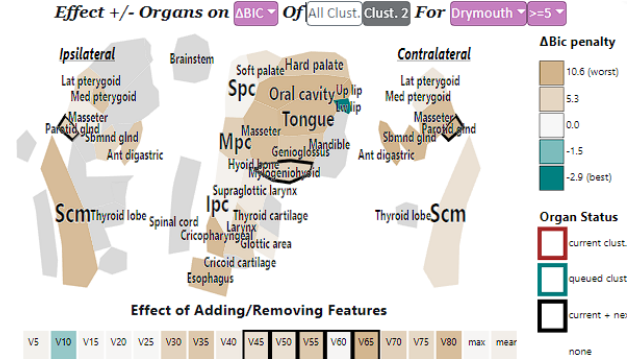 Effect +/- Organs on ΔBIC Of All Clust. Clust. 2 For Drymouth >=5
Ipsilateral
Brainstem
Contralateral
ΔBic penalty
Soft palate
Hard palate
10.6 (worst)
5.3
0.0
-1.5
-2.9 (best)
Lat pterygoid
Med pterygoid
Masseter
Parotid glnd
Sbmnd glnd
Ant digastric
Scm
Thyroid lobe
Spinal cord
Spc
Oral cavity
Up lip
Tongue
Masseter
Mpc
Mandible
Genioglossus
Hyoid bone
Mylogeniohyoid
Supraglottic larynx
Ipc
Thyroid cartilage
Larynx
Cricopharyngeal
Glottic area
Cricoid cartilage
Esophagus
Lat pterygoid
Med pterygoid
Masseter
Parotid glnd
Sbmnd glnd
Ant digastric
Thyroid lobe
Scm
Organ Status
current clust.
queued clust.
current + nex
none
Effect of Adding/Removing Features
V5 V10 V15 V20 V25 V30 V35 V40 V45 V50 V55 V60 V65 V70 V75 V80 max mear